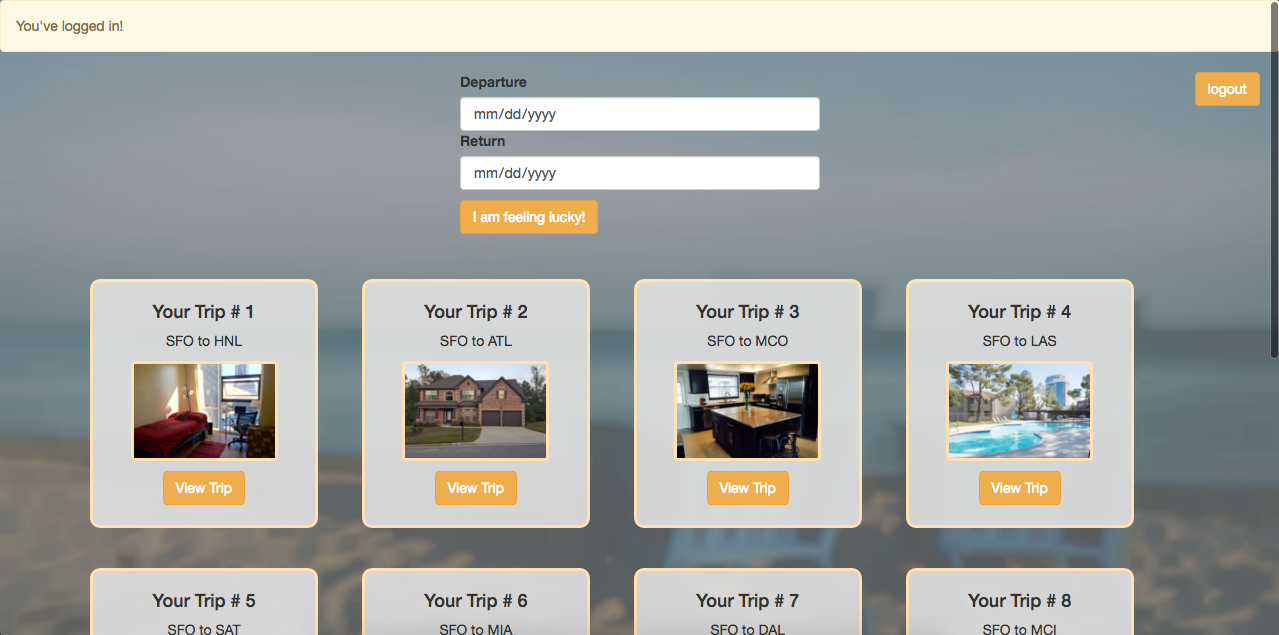 You've logged in!
Departure
logout
mm/dd/yyyy
Return
mm/dd/yyyy
I am feeling lucky!
Your Trip # 1
SFO to HNL
View Trip
Your Trip # 2
SFO to ATL
View Trip
Your Trip # 3
SFO to MCO
View Trip
Your Trip # 4
SFO to LAS
View Trip
Your Trip # 5
SFO to SAT
Your Trip # 6
SFO to MIA
Your Trip # 7
SFO to DAL
Your Trip # 8
SFO to MCI